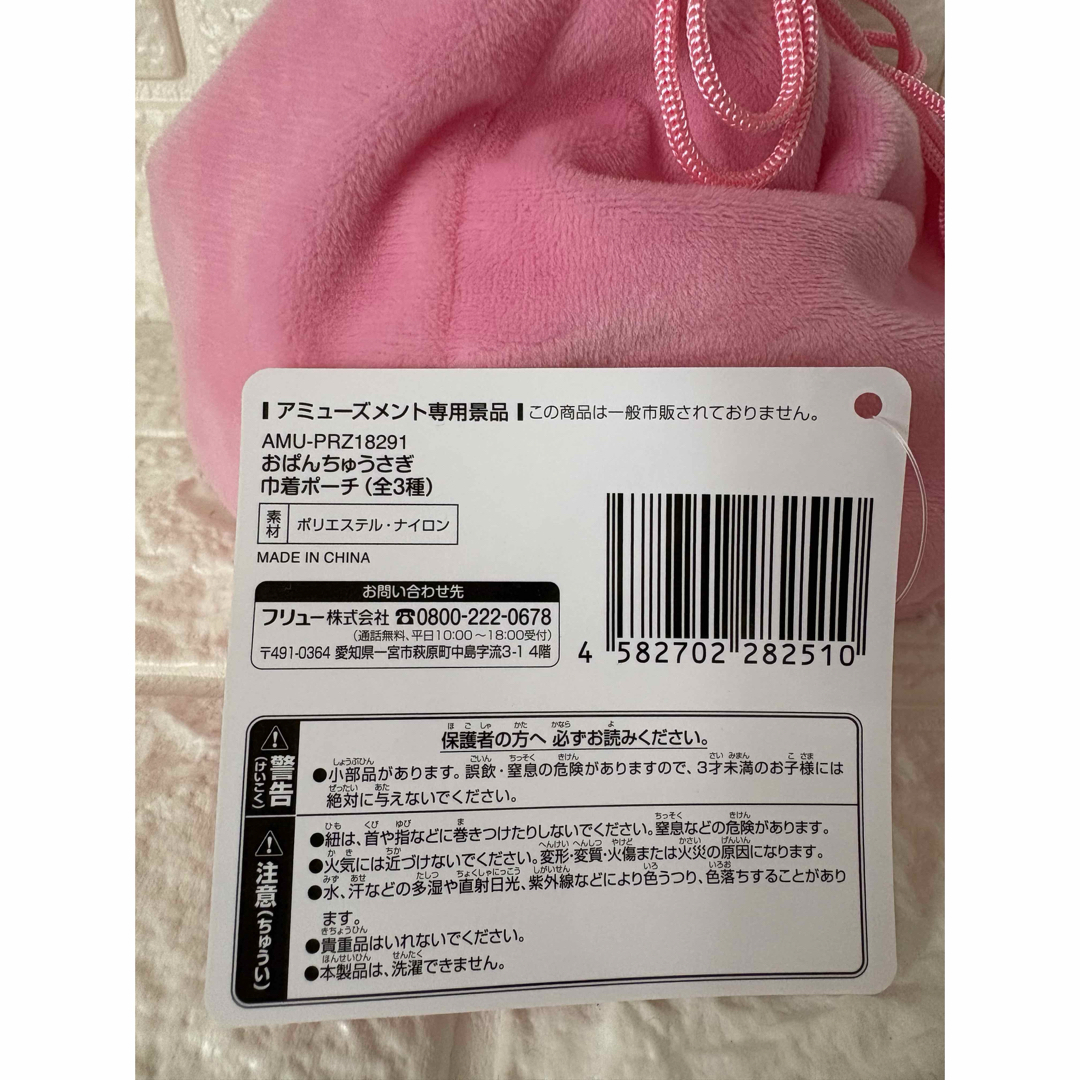 アミューズメント専用景品 この商品は一般市販されておりません。
AMU-PRZ18291
おぱんちゅうさぎ
巾着ポーチ（全3種）
素材 ポリエステル・ナイロン
MADE IN CHINA
お問い合わせ先
フリュー株式会社 ☎0800-222-0678
（通話無料、平日10:00～18:00受付）
〒491-0364 愛知県一宮市萩原町中島字流3-1 4階
4 582702 282510
⚠警告（けいこく）
保護者の方へ 必ずお読みください。
●小部品があります。誤飲・窒息の危険がありますので、3才未満のお子様には
絶対に与えないでください。
⚠注意（ちゅうい）
●紐は、首や指などに巻きつけたりしないでください。窒息などの危険があります。
●火気には近づけないでください。変形・変質・火傷または火災の原因になります。
●水、汗などの多湿や直射日光、紫外線などにより色うつり、色落ちすることがあり
ます。
●貴重品はいれないでください。
●本製品は、洗濯できません。